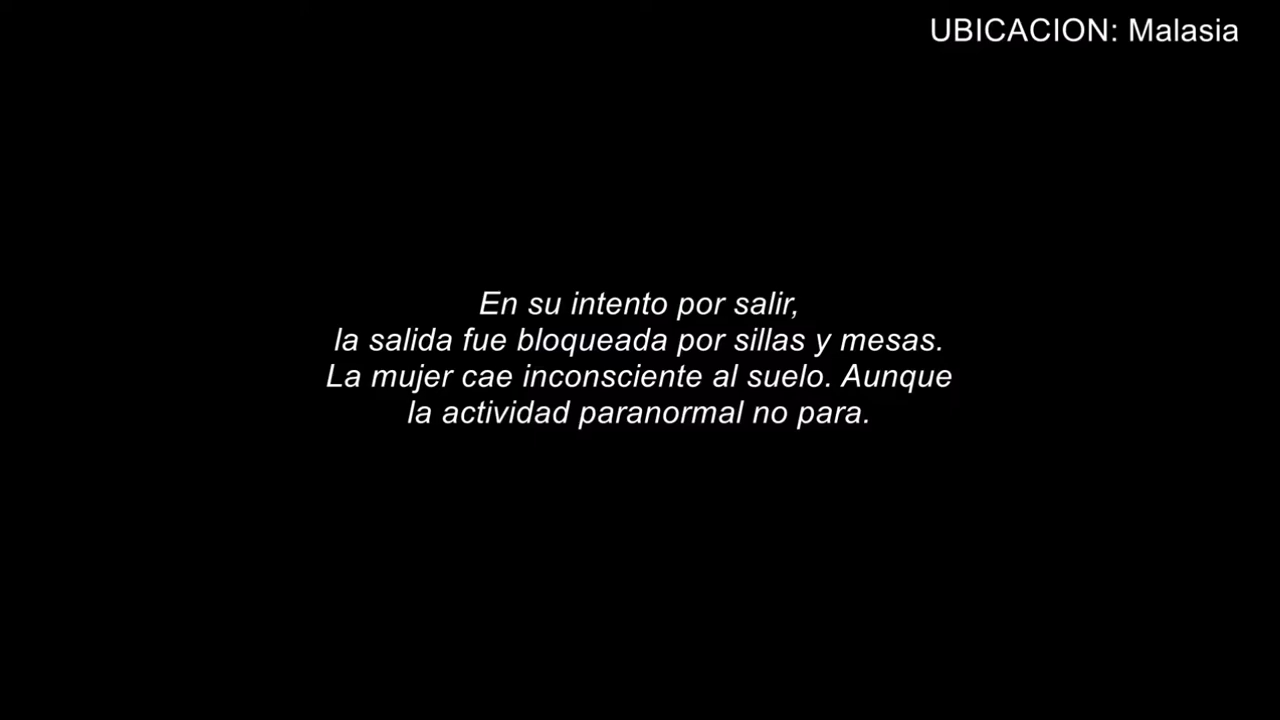 UBICACION: Malasia
En su intento por salir,
la salida fue bloqueada por sillas y mesas.
La mujer cae inconsciente al suelo. Aunque
la actividad paranormal no para.